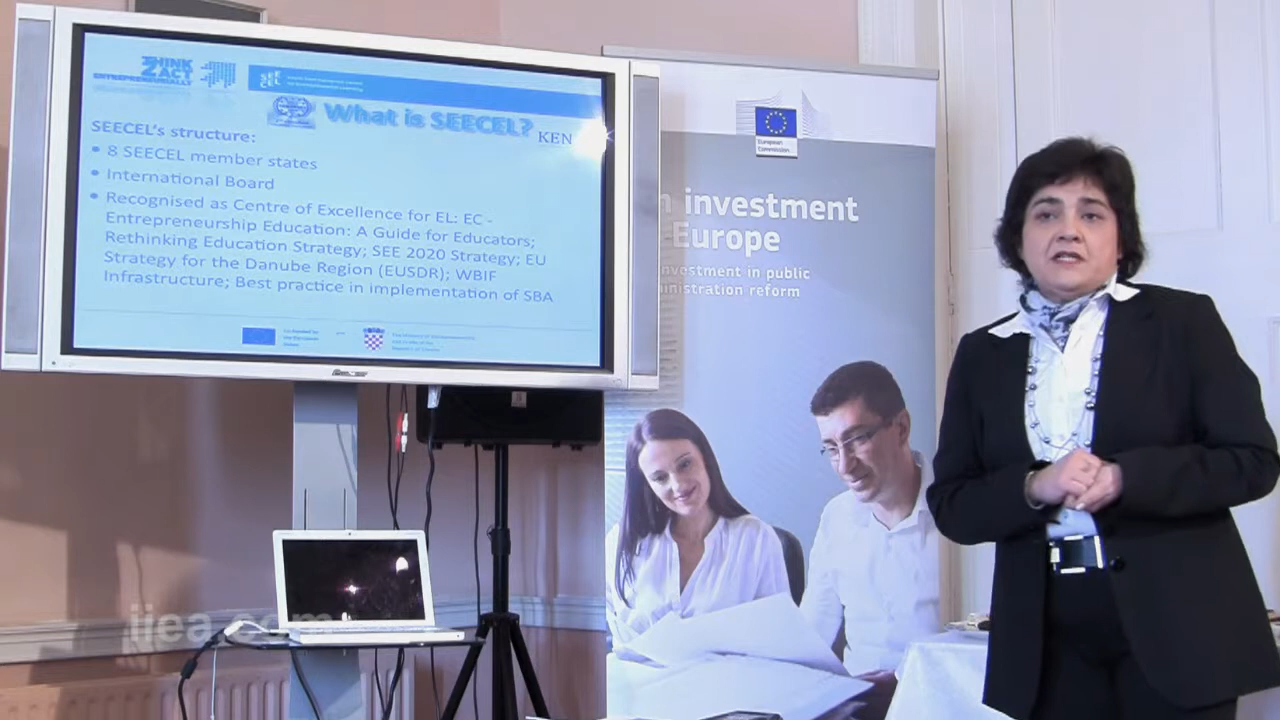 THINK
2 ACT
ENTREPRENEURIALLY
SEE
CEL
What is SEECEL?
KEN
SEECEL's structure:
• 8 SEECEL member states
• International Board
• Recognised as Centre of Excellence for EL: EC -
Entrepreneurship Education: A Guide for Educators;
Rethinking Education Strategy; SEE 2020 Strategy; EU
Strategy for the Danube Region (EUSDR); WBIF
Infrastructure; Best practice in implementation of SBA
European
Commission
investment
Europe
investment in public
reform
iiea.com